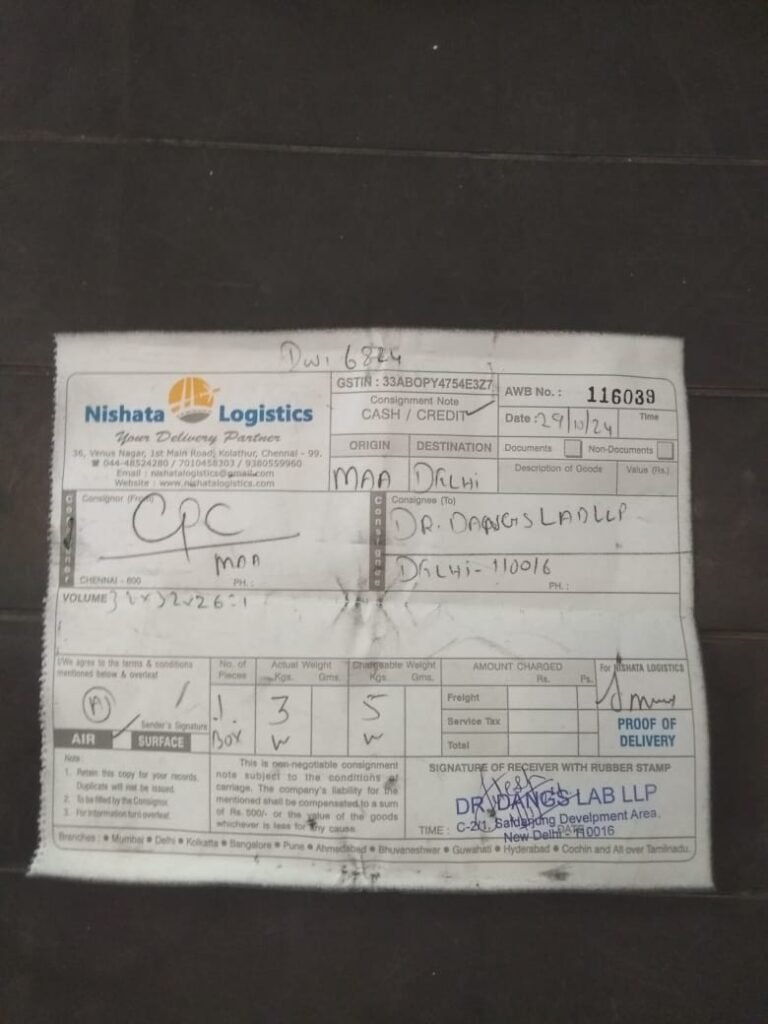 Dwi 6824
Nishata Logistics
Your Delivery Partner
36, Venus Nagar, 1st Main Road, Kolathur, Chennai - 99.
☎ 044-48524280 / 7010458303 / 9380559960
Email : nishatalogistics@gmail.com
Website : www.nishatalogistics.com
GSTIN : 33ABOPY4754E3Z7
Consignment Note
CASH / CREDIT ✓
AWB No. : 116039
Date : 29/10/24
Time
ORIGIN DESTINATION
MAA DELHI
Documents Non-Documents
Description of Goods Value (Rs.)
Consignor
Consignor (From)
CPC
MAA
CHENNAI - 600 PH. :
Consignee
Consignee (To)
DR. DANGS LAB LLP
DELHI - 110016
PH. :
VOLUME
I/We agree to the terms & conditions
mentioned below & overleaf
Sender's Signature
AIR ✓ SURFACE
No. of Pieces
1
BOX
Actual Weight
Kgs. Gms.
3
W
Chargeable Weight
Kgs. Gms.
5
W
AMOUNT CHARGED
Rs. Ps.
Freight
Service Tax
Total
For NISHATA LOGISTICS
PROOF OF
DELIVERY
Note :
1. Retain this copy for your records.
Duplicate will not be issued.
2. To be filled by the Consignor.
3. For information turn overleaf.
This is non-negotiable consignment
note subject to the conditions of
carriage. The company's liability for the
mentioned shall be compensated to a sum
of Rs. 500/- or the value of the goods
whichever is less for any cause.
SIGNATURE OF RECEIVER WITH RUBBER STAMP
DR. DANGS LAB LLP
C-2/1, Safdarjung Develpment Area,
New Delhi - 110016
TIME : DATE :
Branches : • Mumbai • Delhi • Kolkatta • Bangalore • Pune • Ahmedabad • Bhuvaneshwar • Guwahati • Hyderabad • Cochin and All over Tamilnadu.